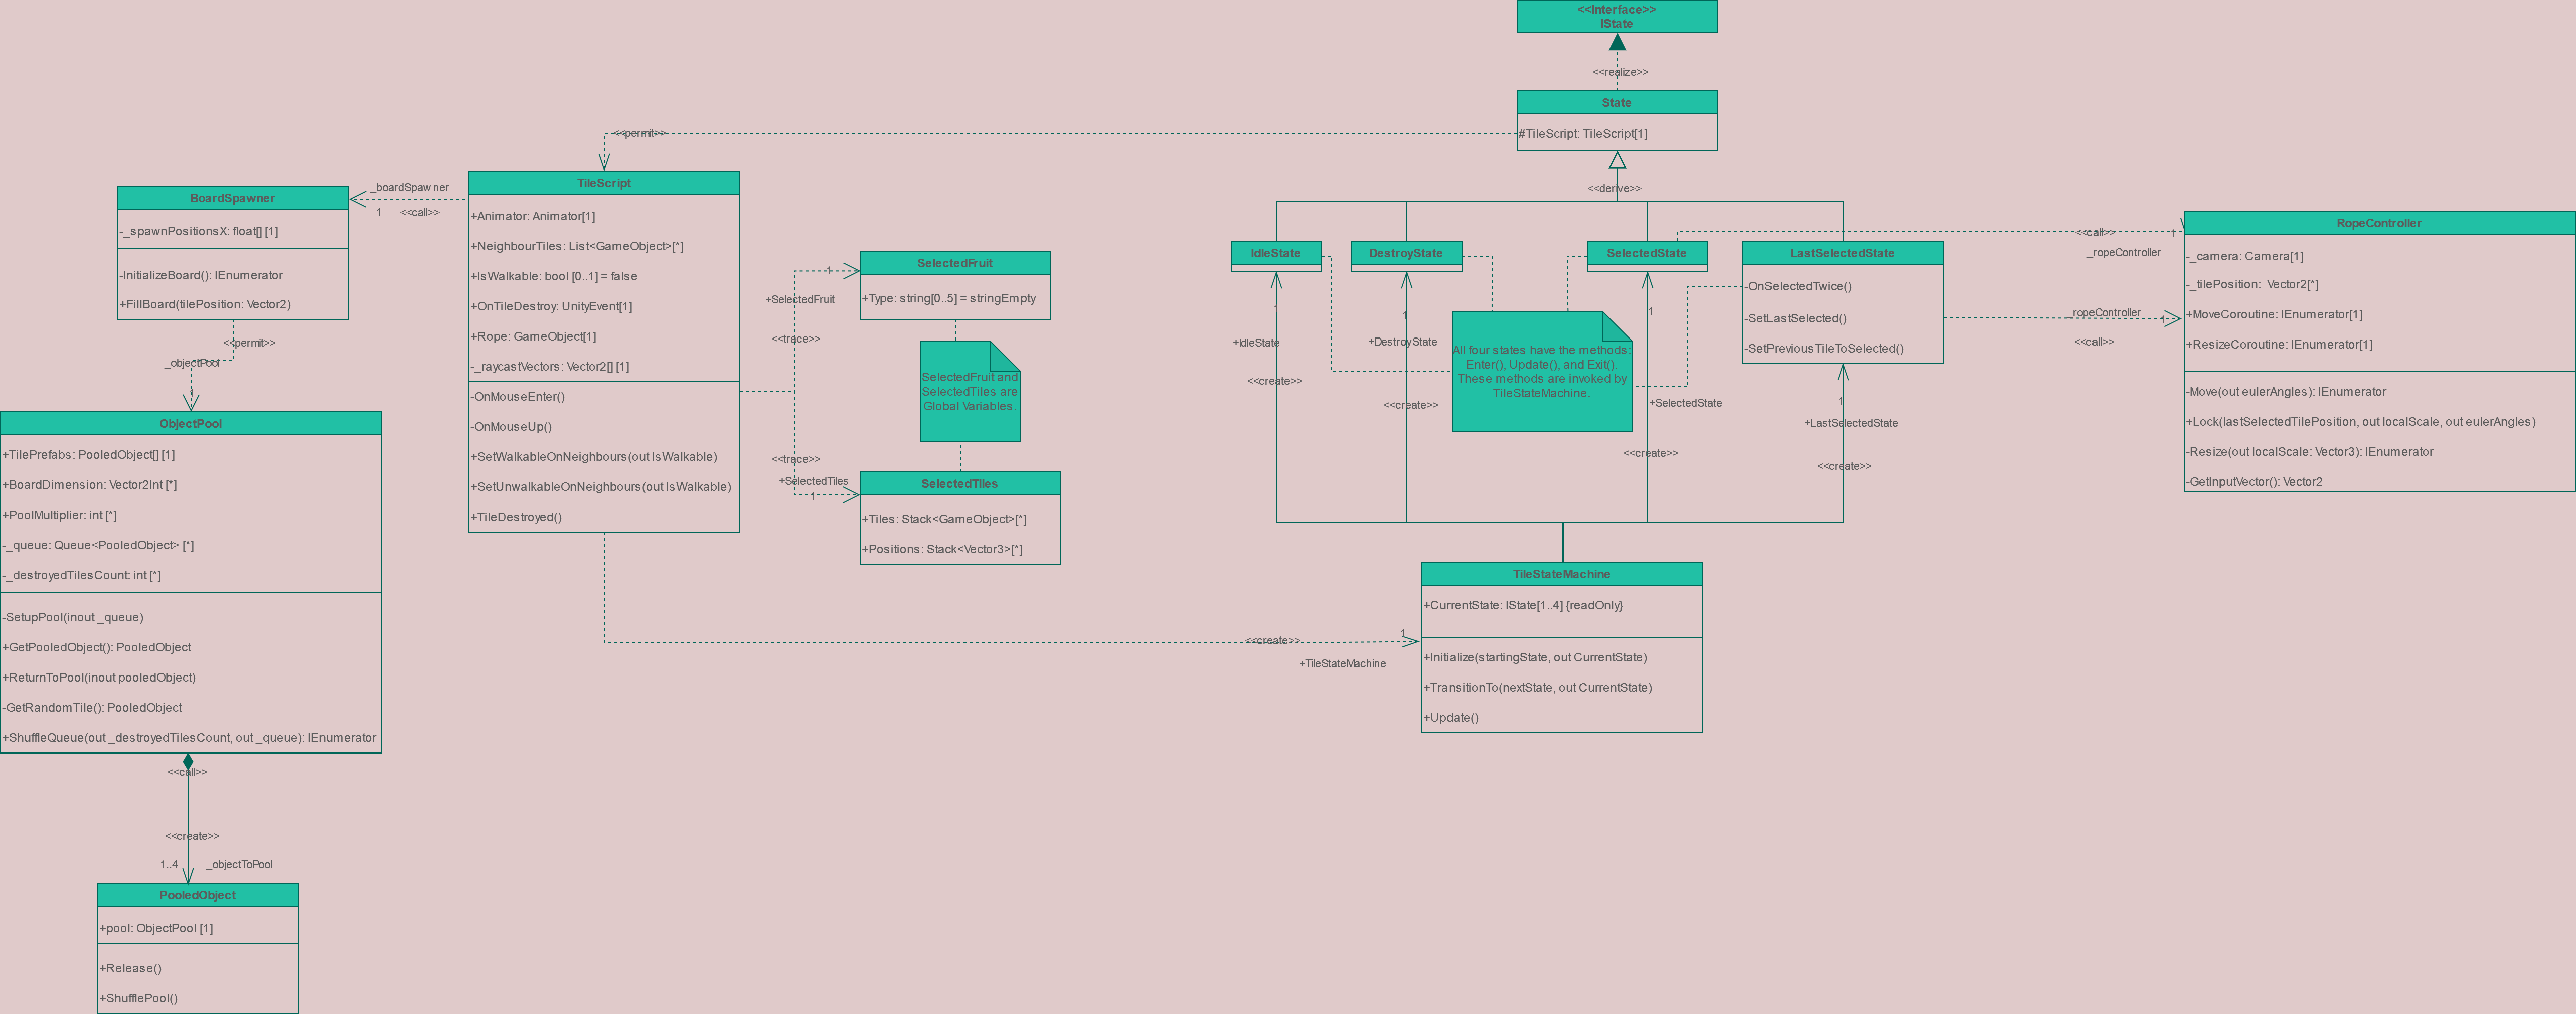 <<interface>>
IState
<<realize>>
State
#TileScript: TileScript[1]
<<permit>>
<<derive>>
BoardSpawner
-_spawnPositionsX: float[] [1]
-InitializeBoard(): IEnumerator
+FillBoard(tilePosition: Vector2)
_boardSpawner
1
<<call>>
<<permit>>
_objectPool
1
TileScript
+Animator: Animator[1]
+NeighbourTiles: List<GameObject>[*]
+IsWalkable: bool [0..1] = false
+OnTileDestroy: UnityEvent[1]
+Rope: GameObject[1]
-_raycastVectors: Vector2[] [1]
-OnMouseEnter()
-OnMouseUp()
+SetWalkableOnNeighbours(out IsWalkable)
+SetUnwalkableOnNeighbours(out IsWalkable)
+TileDestroyed()
1
+SelectedFruit
<<trace>>
<<trace>>
+SelectedTiles
1
SelectedFruit
+Type: string[0..5] = stringEmpty
SelectedFruit and
SelectedTiles are
Global Variables.
SelectedTiles
+Tiles: Stack<GameObject>[*]
+Positions: Stack<Vector3>[*]
ObjectPool
+TilePrefabs: PooledObject[] [1]
+BoardDimension: Vector2Int [*]
+PoolMultiplier: int [*]
-_queue: Queue<PooledObject> [*]
-_destroyedTilesCount: int [*]
-SetupPool(inout _queue)
+GetPooledObject(): PooledObject
+ReturnToPool(inout pooledObject)
-GetRandomTile(): PooledObject
+ShuffleQueue(out _destroyedTilesCount, out _queue): IEnumerator
<<call>>
<<create>>
1..4
_objectToPool
PooledObject
+pool: ObjectPool [1]
+Release()
+ShufflePool()
IdleState
DestroyState
SelectedState
LastSelectedState
-OnSelectedTwice()
-SetLastSelected()
-SetPreviousTileToSelected()
All four states have the methods:
Enter(), Update(), and Exit().
These methods are invoked by
TileStateMachine.
1
+IdleState
<<create>>
1
+DestroyState
<<create>>
1
+SelectedState
<<create>>
1
+LastSelectedState
<<create>>
<<call>>
1
_ropeController
_ropeController
1
<<call>>
RopeController
-_camera: Camera[1]
-_tilePosition: Vector2[*]
+MoveCoroutine: IEnumerator[1]
+ResizeCoroutine: IEnumerator[1]
-Move(out eulerAngles): IEnumerator
+Lock(lastSelectedTilePosition, out localScale, out eulerAngles)
-Resize(out localScale: Vector3): IEnumerator
-GetInputVector(): Vector2
<<create>>
1
+TileStateMachine
TileStateMachine
+CurrentState: IState[1..4] {readOnly}
+Initialize(startingState, out CurrentState)
+TransitionTo(nextState, out CurrentState)
+Update()